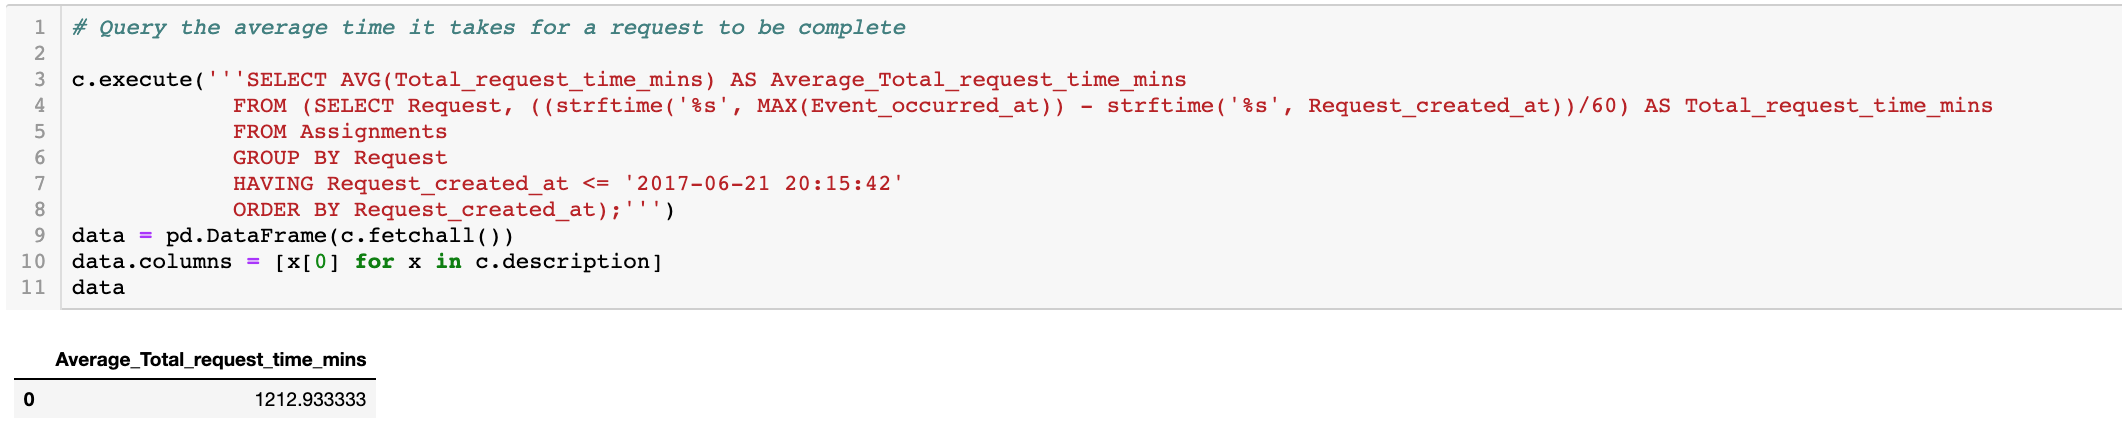 1 # Query the average time it takes for a request to be complete
2
3 c.execute('''SELECT AVG(Total_request_time_mins) AS Average_Total_request_time_mins
4 FROM (SELECT Request, ((strftime('%s', MAX(Event_occurred_at)) - strftime('%s', Request_created_at))/60) AS Total_request_time_mins
5 FROM Assignments
6 GROUP BY Request
7 HAVING Request_created_at <= '2017-06-21 20:15:42'
8 ORDER BY Request_created_at);''')
9 data = pd.DataFrame(c.fetchall())
10 data.columns = [x[0] for x in c.description]
11 data
Average_Total_request_time_mins
0 1212.933333